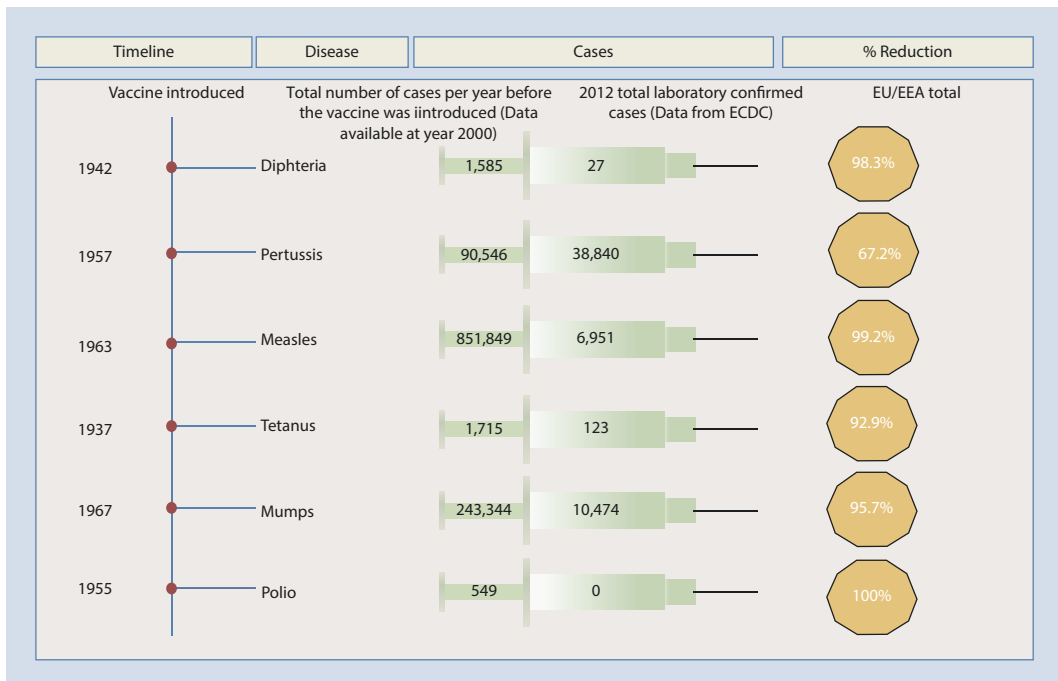 Timeline
Disease
Cases
% Reduction
Vaccine introduced
Total number of cases per year before
the vaccine was iintroduced (Data
available at year 2000)
2012 total laboratory confirmed
cases (Data from ECDC)
EU/EEA total
1942
Diphteria
1,585
27
98.3%
1957
Pertussis
90,546
38,840
67.2%
1963
Measles
851,849
6,951
99.2%
1937
Tetanus
1,715
123
92.9%
1967
Mumps
243,344
10,474
95.7%
1955
Polio
549
0
100%